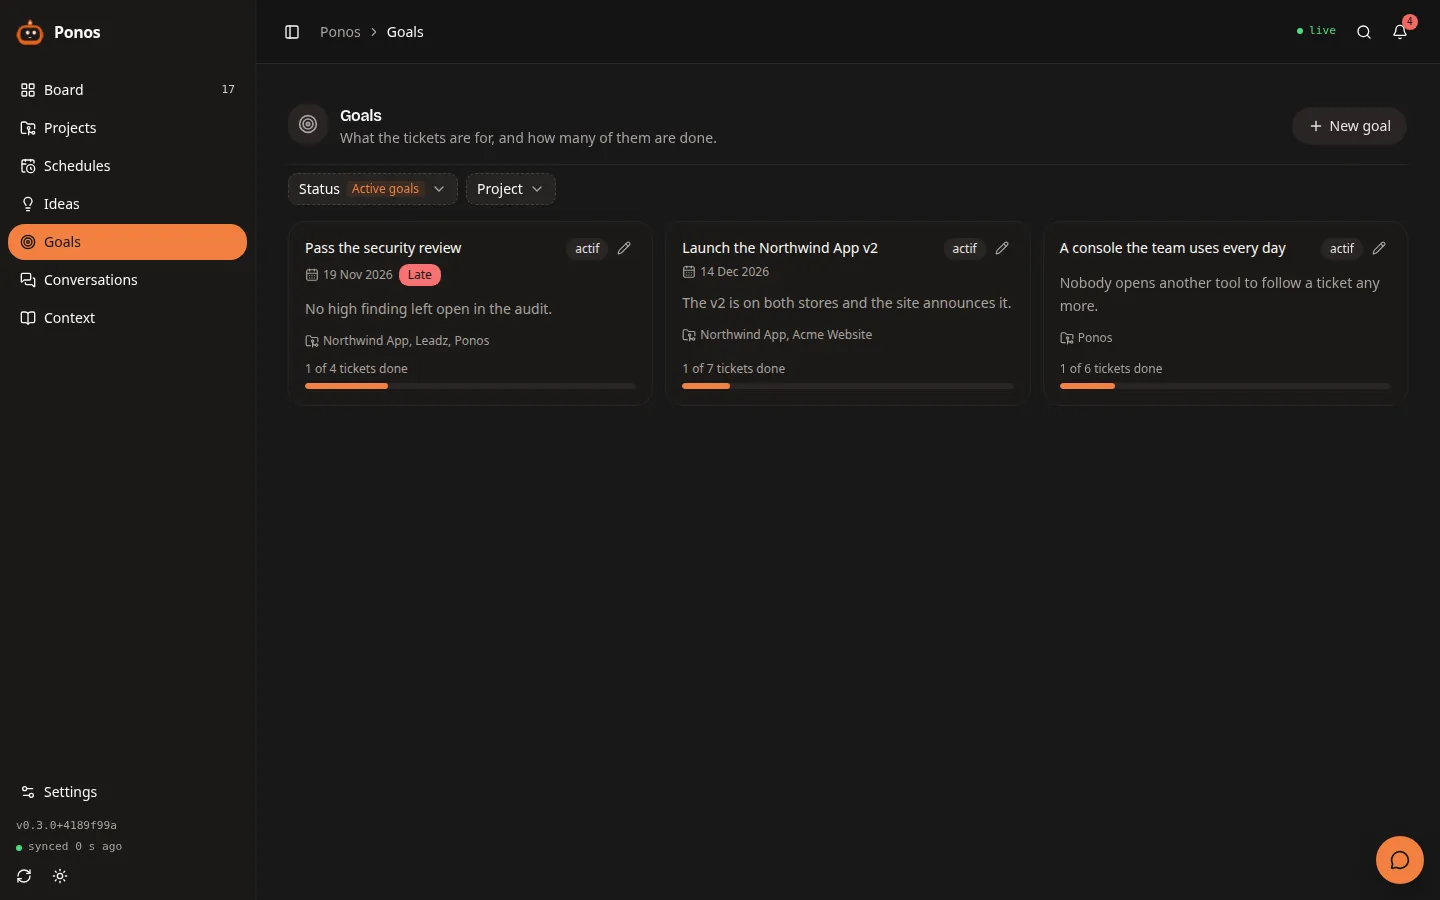 Ponos
Board 17
Projects
Schedules
Ideas
Goals
Conversations
Context
Settings
v0.3.0+4189f99a
synced 0 s ago
Ponos > Goals
live
4
Goals
What the tickets are for, and how many of them are done.
New goal
Status Active goals
Project
Pass the security review actif
19 Nov 2026 Late
No high finding left open in the audit.
Northwind App, Leadz, Ponos
1 of 4 tickets done
Launch the Northwind App v2 actif
14 Dec 2026
The v2 is on both stores and the site announces it.
Northwind App, Acme Website
1 of 7 tickets done
A console the team uses every day actif
Nobody opens another tool to follow a ticket any
more.
Ponos
1 of 6 tickets done